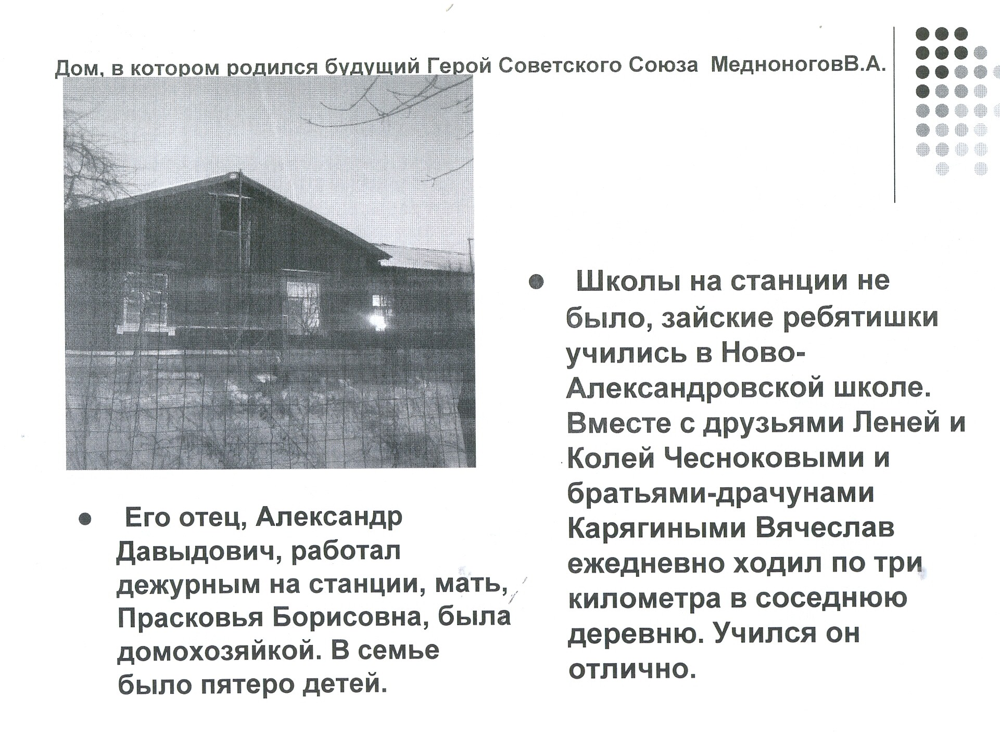 Дом, в котором родился будущий Герой Советского Союза МедноноговВ.А.
● Его отец, Александр
Давыдович, работал
дежурным на станции, мать,
Прасковья Борисовна, была
домохозяйкой. В семье
было пятеро детей.
● Школы на станции не
было, зайские ребятишки
учились в Ново-
Александровской школе.
Вместе с друзьями Леней и
Колей Чесноковыми и
братьями-драчунами
Карягиными Вячеслав
ежедневно ходил по три
километра в соседнюю
деревню. Учился он
отлично.